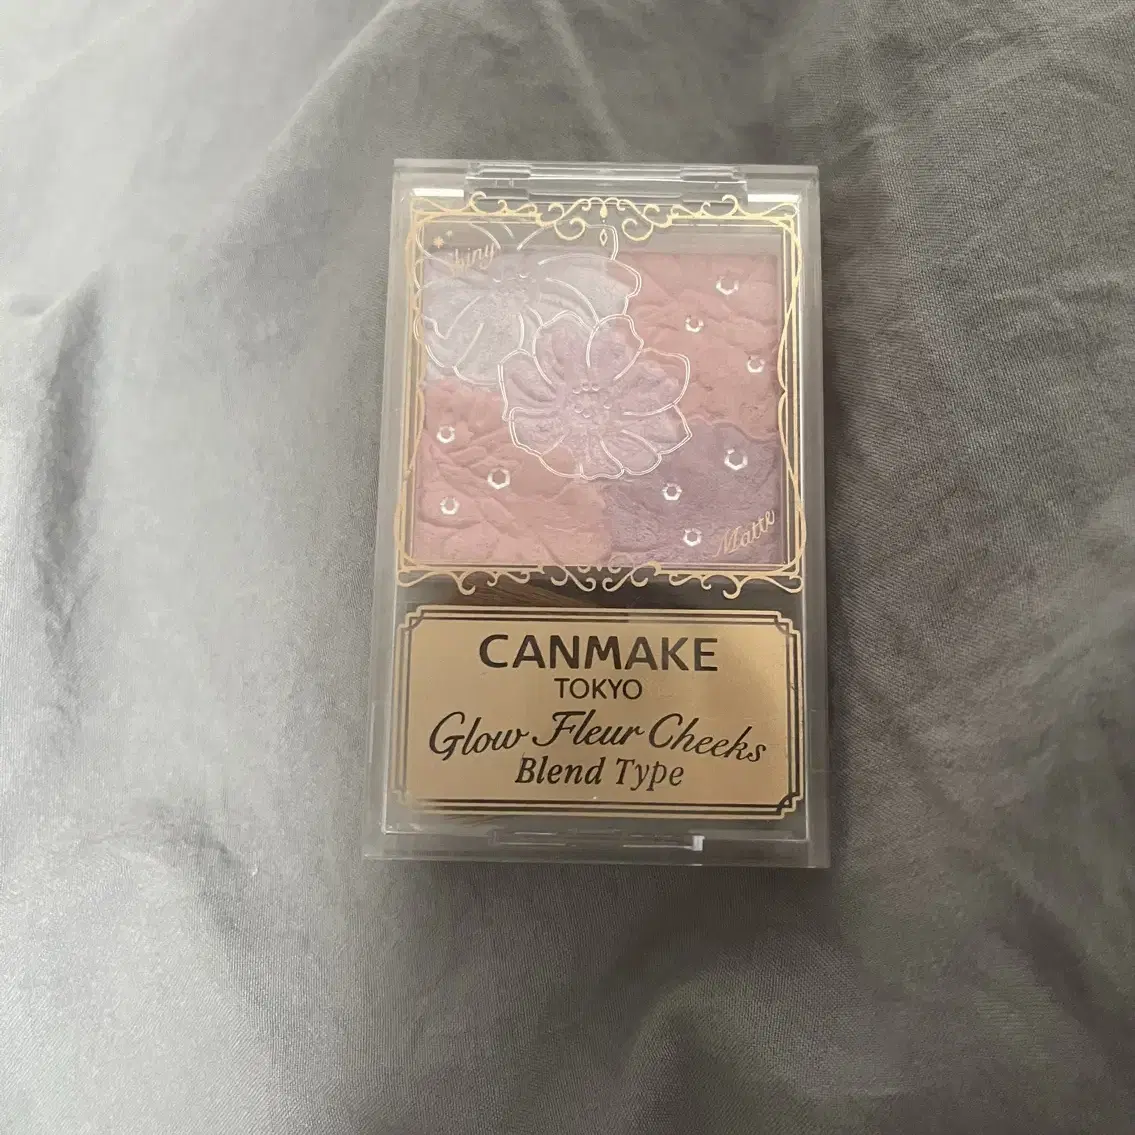 Shiny
Matte
CANMAKE
TOKYO
Glow Fleur Cheeks
Blend Type